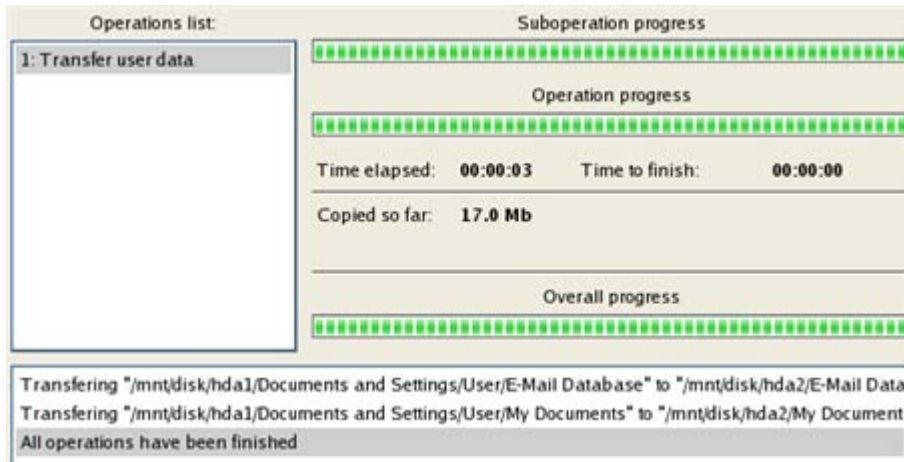 Operations list:
1: Transfer user data
Suboperation progress
Operation progress
Time elapsed: 00:00:03 Time to finish: 00:00:00
Copied so far: 17.0 Mb
Overall progress
Transfering "/mnt/disk/hda1/Documents and Settings/User/E-Mail Database" to "/mnt/disk/hda2/E-Mail Data
Transfering "/mnt/disk/hda1/Documents and Settings/User/My Documents" to "/mnt/disk/hda2/My Document
All operations have been finished